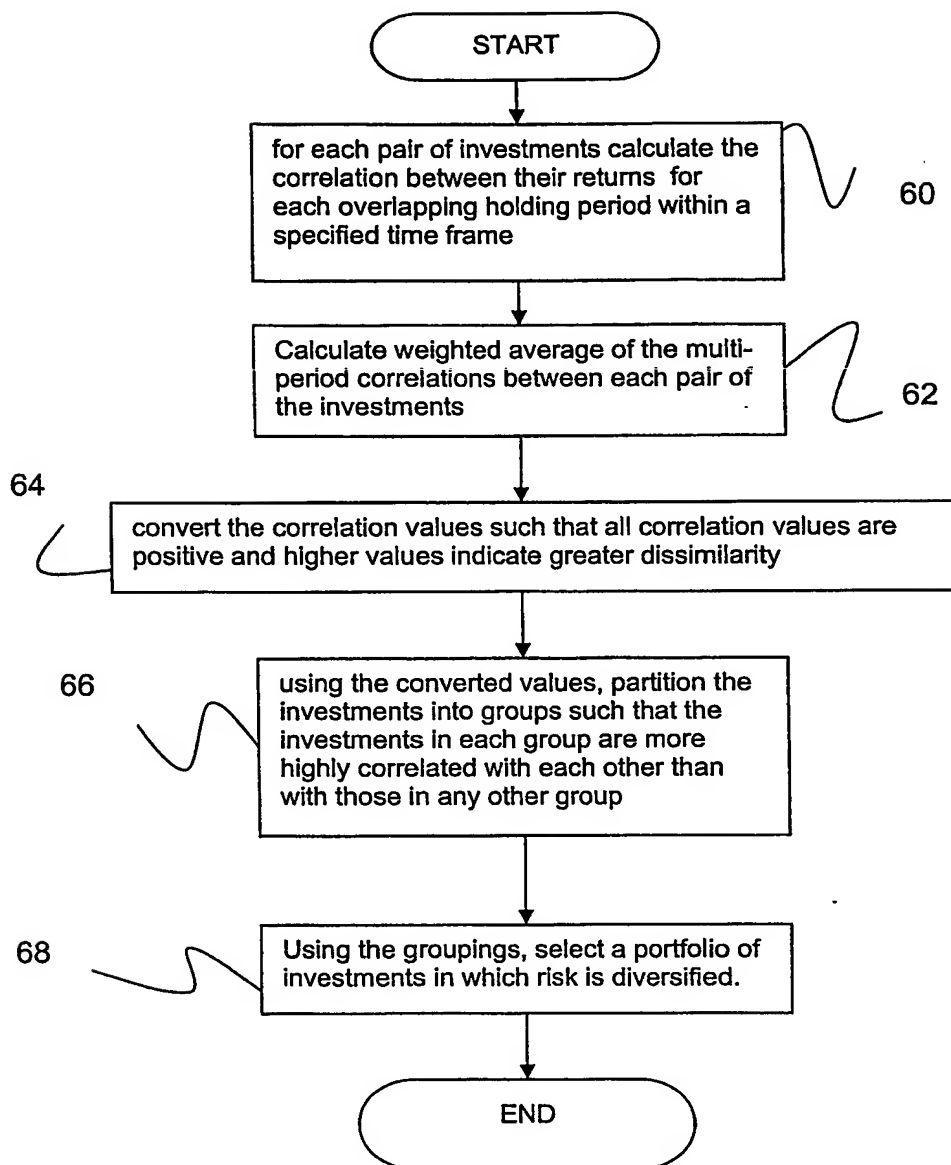 START
for each pair of investments calculate the
correlation between their returns for
each overlapping holding period within a
specified time frame
60
Calculate weighted average of the multi-
period correlations between each pair of
the investments
62
64
convert the correlation values such that all correlation values are
positive and higher values indicate greater dissimilarity
66
using the converted values, partition the
investments into groups such that the
investments in each group are more
highly correlated with each other than
with those in any other group
68
Using the groupings, select a portfolio of
investments in which risk is diversified.
END